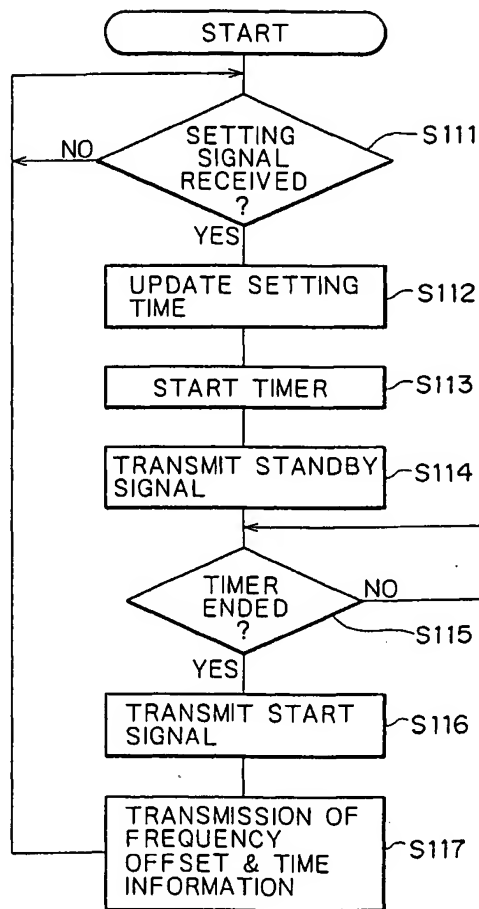 START
SETTING
SIGNAL
RECEIVED
?
NO
S111
YES
UPDATE SETTING
TIME
S112
START TIMER
S113
TRANSMIT STANDBY
SIGNAL
S114
TIMER
ENDED
?
NO
S115
YES
TRANSMIT START
SIGNAL
S116
TRANSMISSION OF
FREQUENCY
OFFSET & TIME
INFORMATION
S117